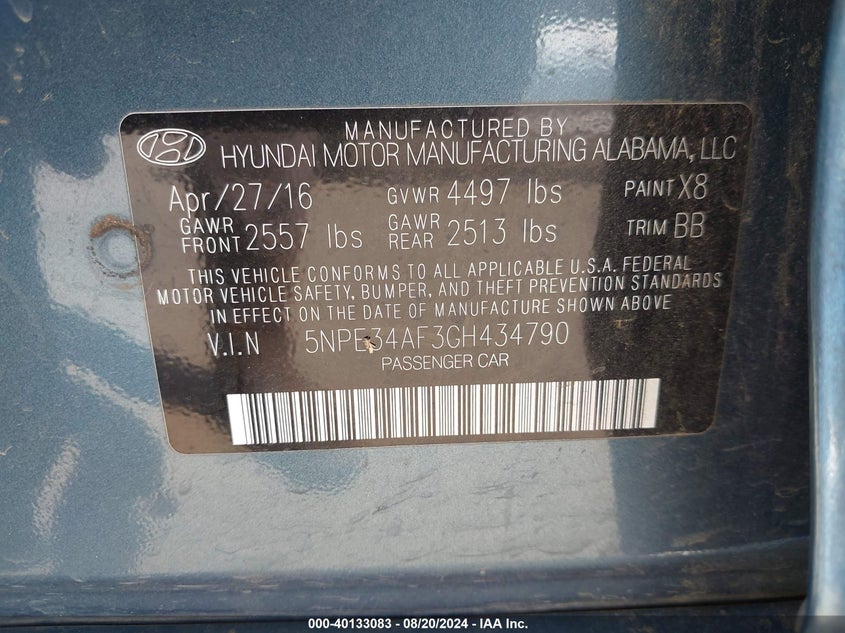 MANUFACTURED BY
HYUNDAI MOTOR MANUFACTURING ALABAMA, LLC
Apr/27/16 GVWR 4497 lbs PAINT X8
GAWR FRONT 2557 lbs GAWR REAR 2513 lbs TRIM BB
THIS VEHICLE CONFORMS TO ALL APPLICABLE U.S.A. FEDERAL
MOTOR VEHICLE SAFETY, BUMPER, AND THEFT PREVENTION STANDARDS
IN EFFECT ON THE DATE OF MANUFACTURE SHOWN ABOVE
V.I.N 5NPE34AF3GH434790
PASSENGER CAR
000-40133083 - 08/20/2024 - IAA Inc.